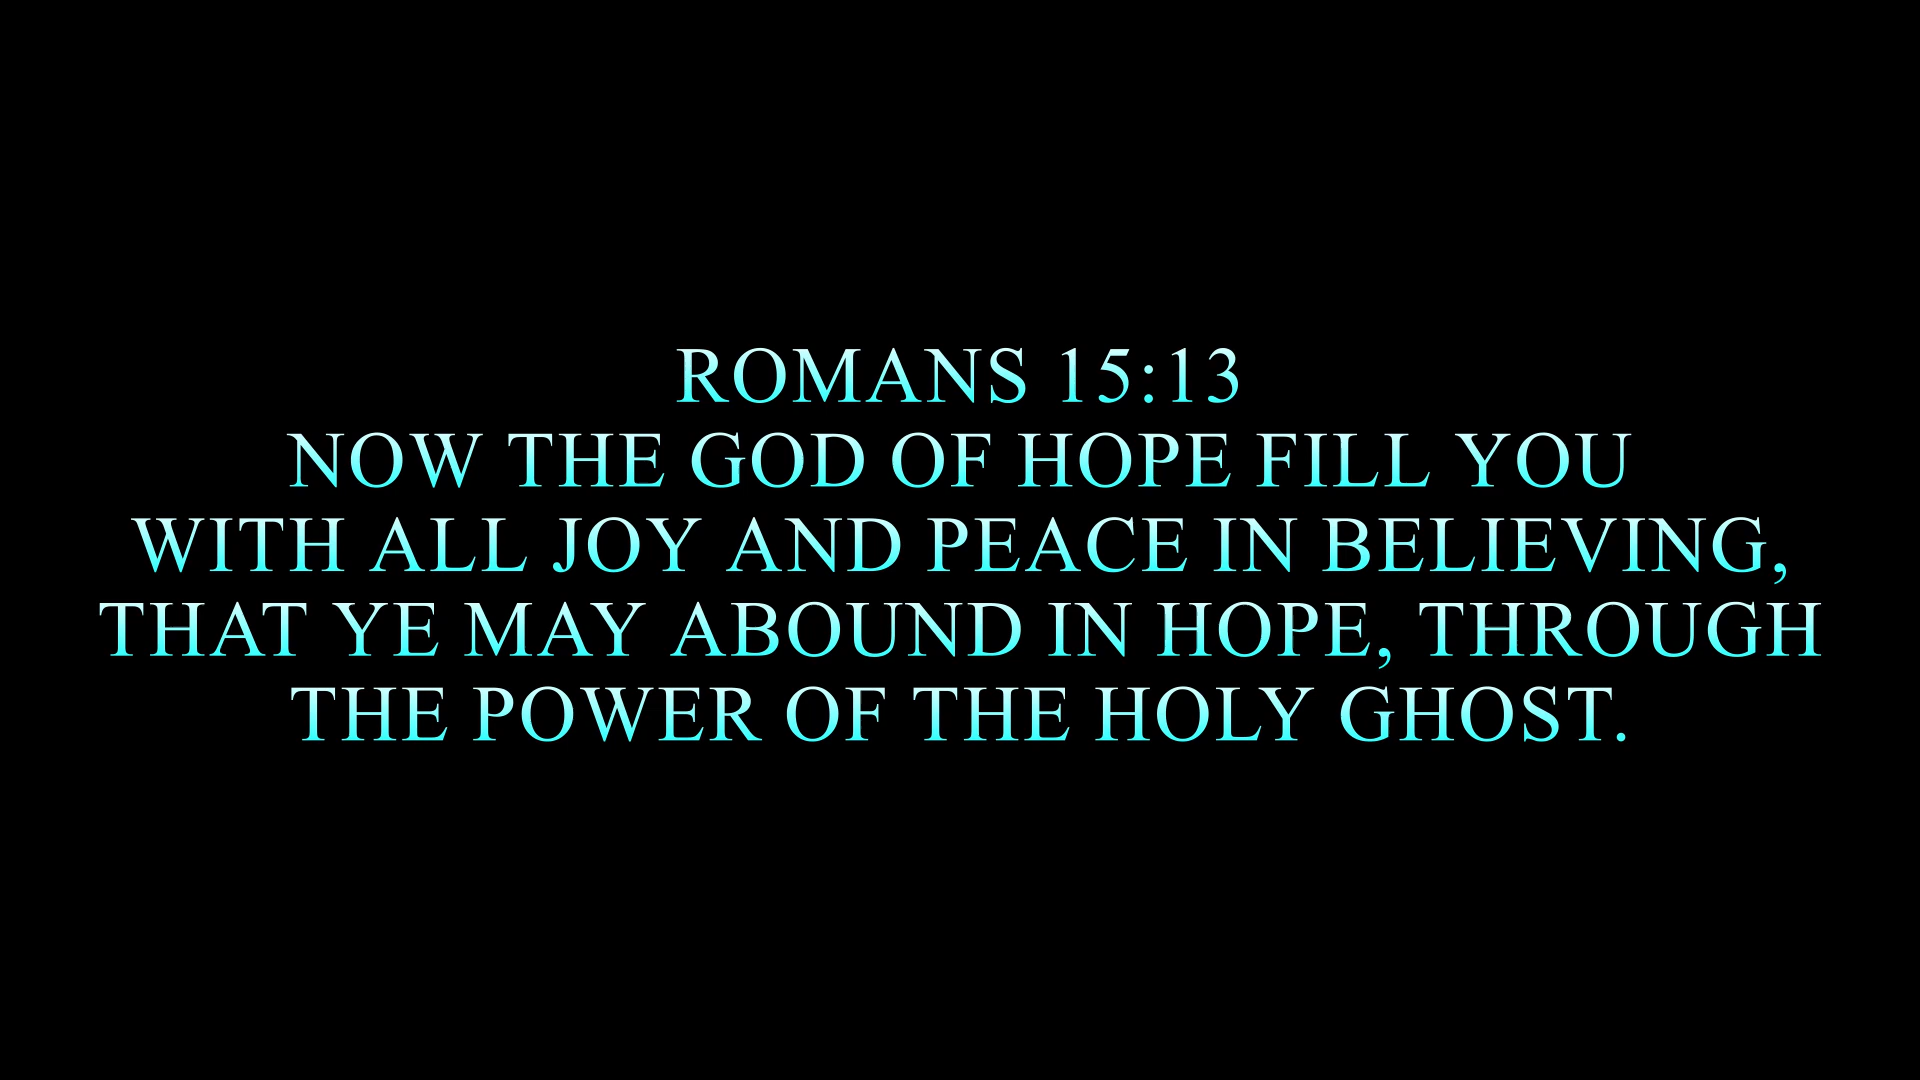 ROMANS 15:13
NOW THE GOD OF HOPE FILL YOU
WITH ALL JOY AND PEACE IN BELIEVING,
THAT YE MAY ABOUND IN HOPE, THROUGH
THE POWER OF THE HOLY GHOST.